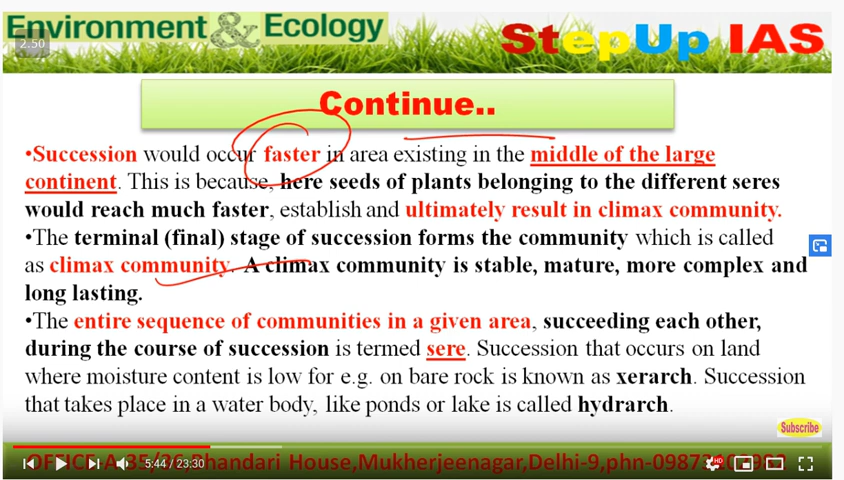 Environment & Ecology
2.50
StepUp IAS
Continue..
•Succession would occur faster in area existing in the middle of the large
continent. This is because, here seeds of plants belonging to the different seres
would reach much faster, establish and ultimately result in climax community.
•The terminal (final) stage of succession forms the community which is called
as climax community. A climax community is stable, mature, more complex and
long lasting.
•The entire sequence of communities in a given area, succeeding each other,
during the course of succession is termed sere. Succession that occurs on land
where moisture content is low for e.g. on bare rock is known as xerarch. Succession
that takes place in a water body, like ponds or lake is called hydrarch.
Subscribe
OFFICE-A-35/36,Bhandari House,Mukherjeenagar,Delhi-9,phn-
5:44 / 23:30
HD